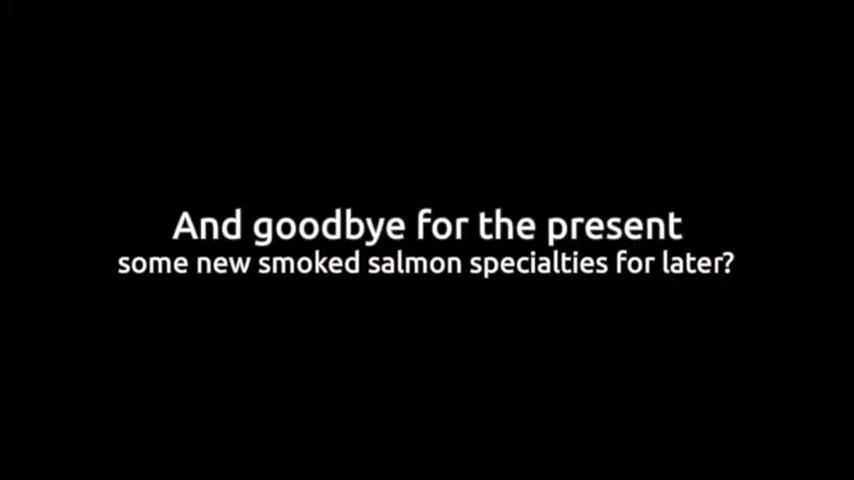 And goodbye for the present
some new smoked salmon specialties for later?